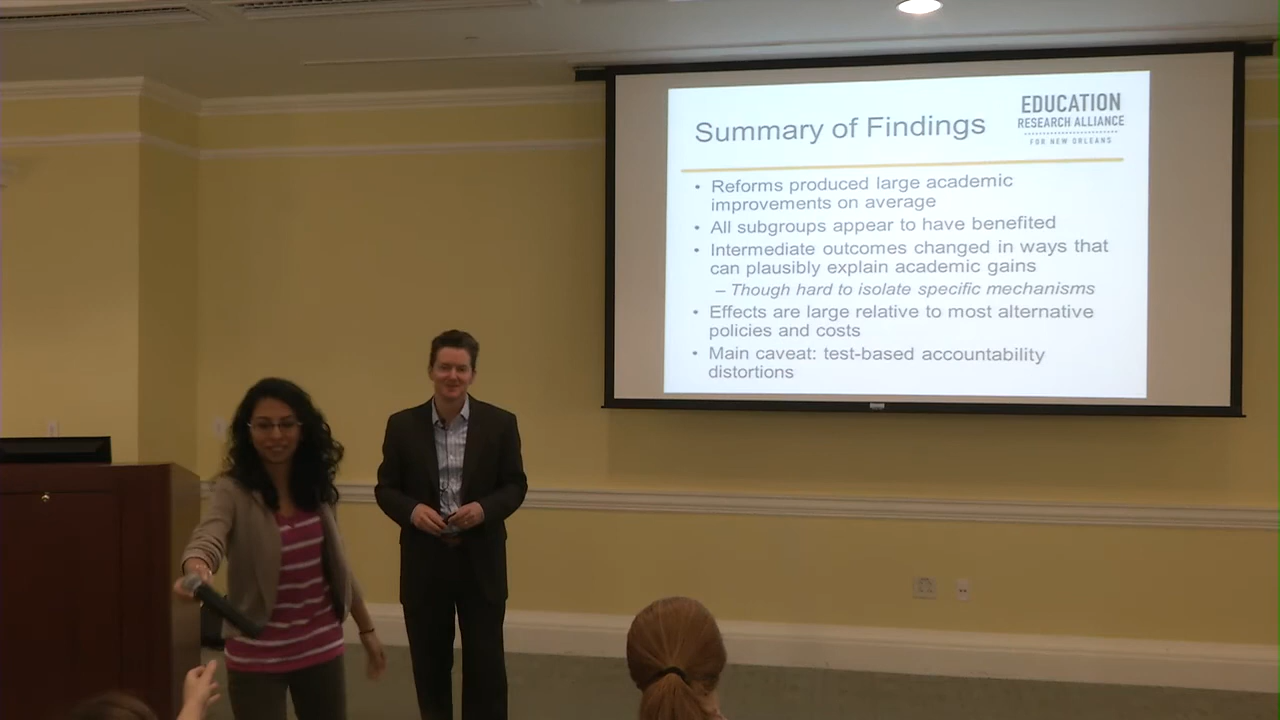 EDUCATION
RESEARCH ALLIANCE
FOR NEW ORLEANS
Summary of Findings
• Reforms produced large academic
improvements on average
• All subgroups appear to have benefited
• Intermediate outcomes changed in ways that
can plausibly explain academic gains
– Though hard to isolate specific mechanisms
• Effects are large relative to most alternative
policies and costs
• Main caveat: test-based accountability
distortions